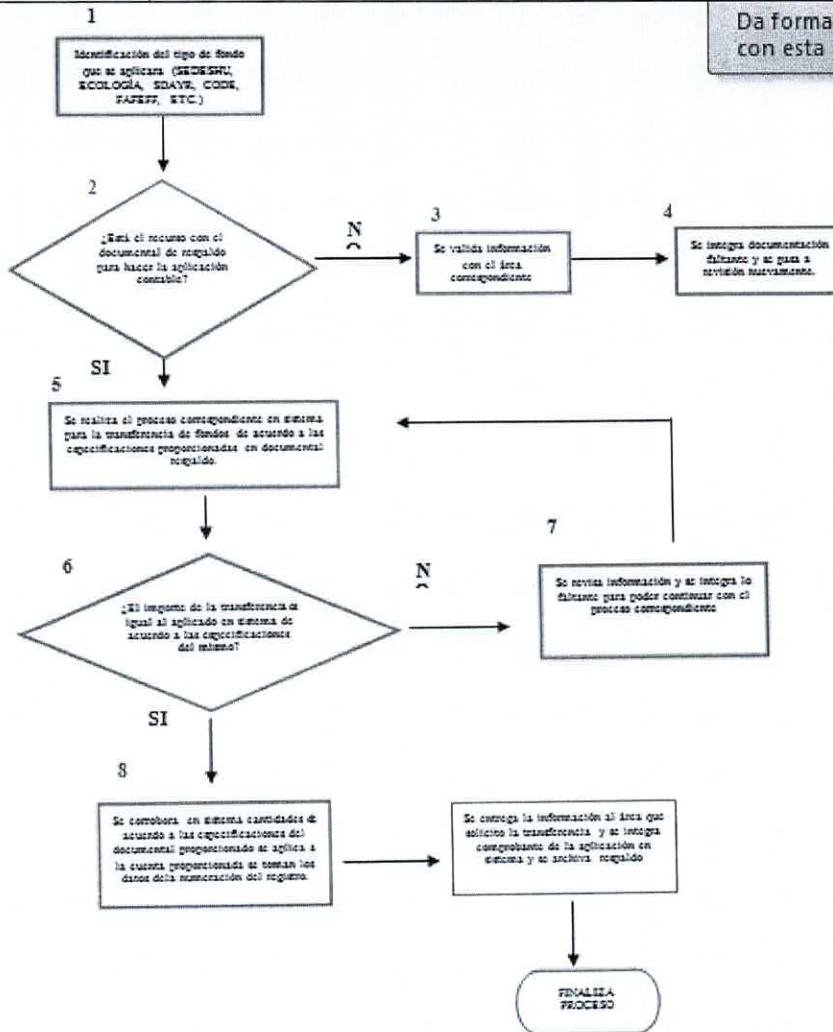 Da forma
con esta
1
Identificación del tipo de fondo
que se aplicara (SEDESHU,
ECOLOGÍA, SDAYR, CODE,
FAFEFF, ETC.)
2
¿Está el recurso con el
documental de respaldo
para hacer la aplicación
contable?
N
3
Se valida información
con el área
correspondiente
4
Se integra documentación
faltante y se pasa a
revisión nuevamente.
SI
5
Se realiza el proceso correspondiente en sistema
para la transferencia de fondos de acuerdo a las
especificaciones proporcionadas en documental
respaldo.
6
¿El importe de la transferencia es
igual al aplicado en sistema de
acuerdo a las especificaciones
del mismo?
N
7
Se revisa información y se integra lo
faltante para poder continuar con el
proceso correspondiente
SI
8
Se corrobora en sistema cantidades de
acuerdo a las especificaciones del
documental proporcionado se aplica a
la cuenta proporcionada se toman los
datos dela numeración del registro.
Se entrega la información al área que
solicito la transferencia y se integra
comprobante de la aplicación en
sistema y se archiva respaldo
FINALIZA
PROCESO